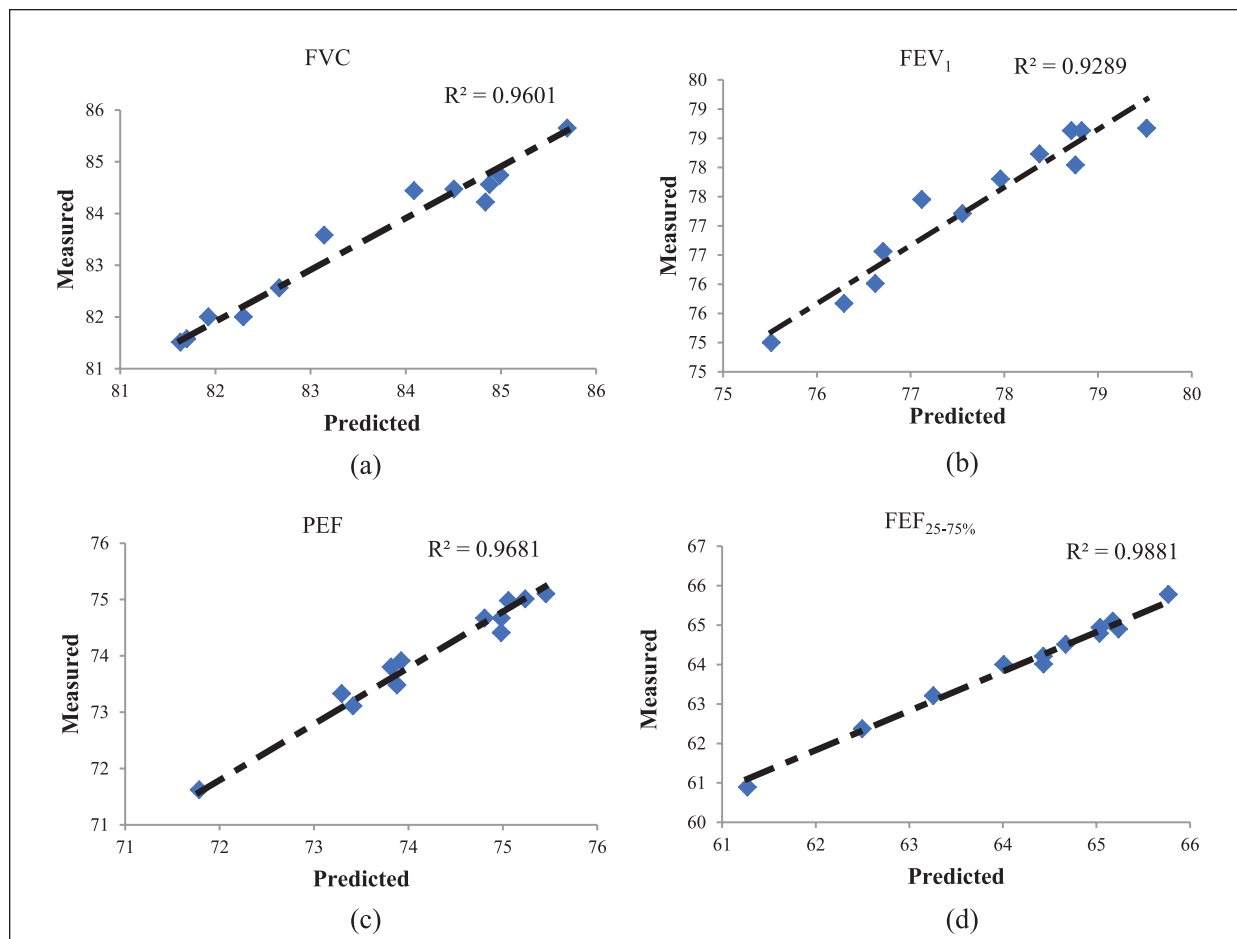 FVC
R² = 0.9601
86
85
84
83
82
81
Measured
81 82 83 84 85 86
Predicted
(a)
FEV₁
R² = 0.9289
80
79
79
78
78
77
77
76
76
75
75
Measured
75 76 77 78 79 80
Predicted
(b)
PEF
R² = 0.9681
76
75
74
73
72
71
Measured
71 72 73 74 75 76
Predicted
(c)
FEF₂₅₋₇₅%
R² = 0.9881
67
66
65
64
63
62
61
60
Measured
61 62 63 64 65 66
Predicted
(d)